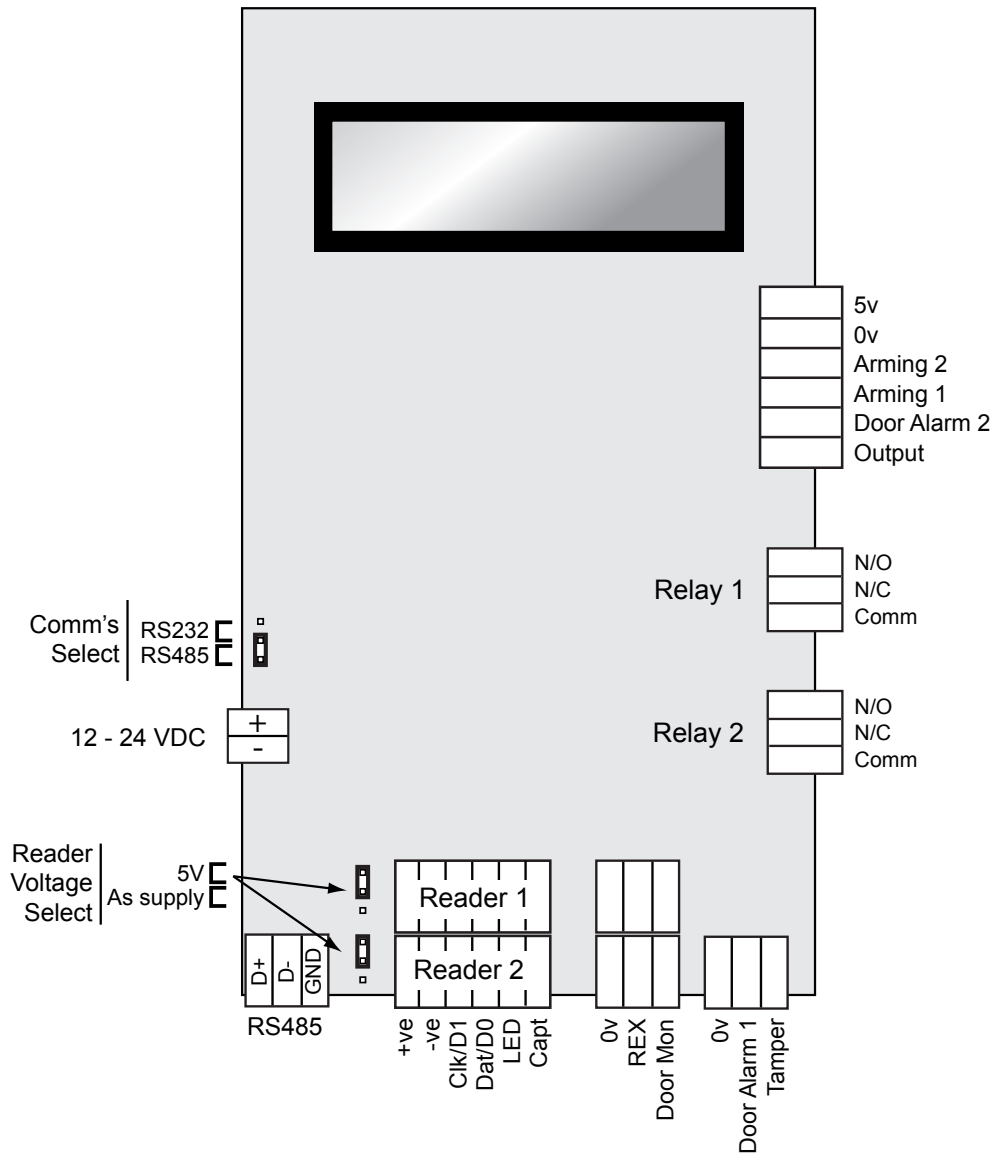 5v
0v
Arming 2
Arming 1
Door Alarm 2
Output
Relay 1
N/O
N/C
Comm
Comm's
Select
RS232
RS485
Relay 2
N/O
N/C
Comm
12 - 24 VDC
+
-
Reader
Voltage
Select
5V
As supply
Reader 1
Reader 2
D+
D-
GND
RS485
+ve
-ve
Clk/D1
Dat/D0
LED
Capt
0v
REX
Door Mon
0v
Door Alarm 1
Tamper